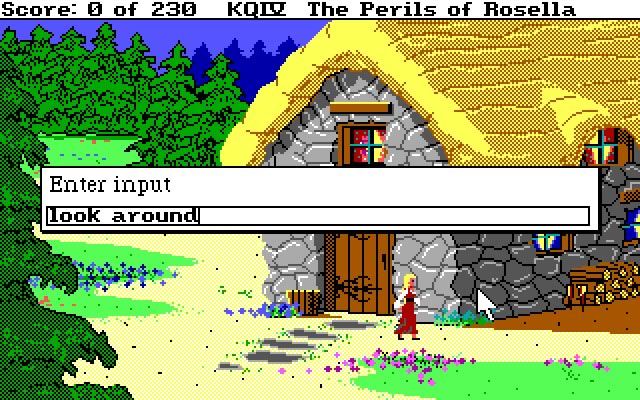 Score: 0 of 230 KQIV The Perils of Rosella
Enter input
look around